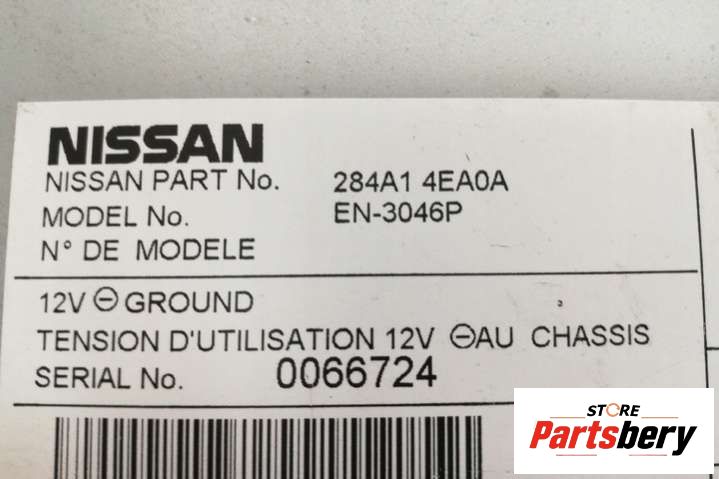 NISSAN
NISSAN PART No. 284A1 4EA0A
MODEL No. EN-3046P
N° DE MODELE
12V ⊖ GROUND
TENSION D'UTILISATION 12V ⊖AU CHASSIS
SERIAL No. 0066724
STORE
Partsbery